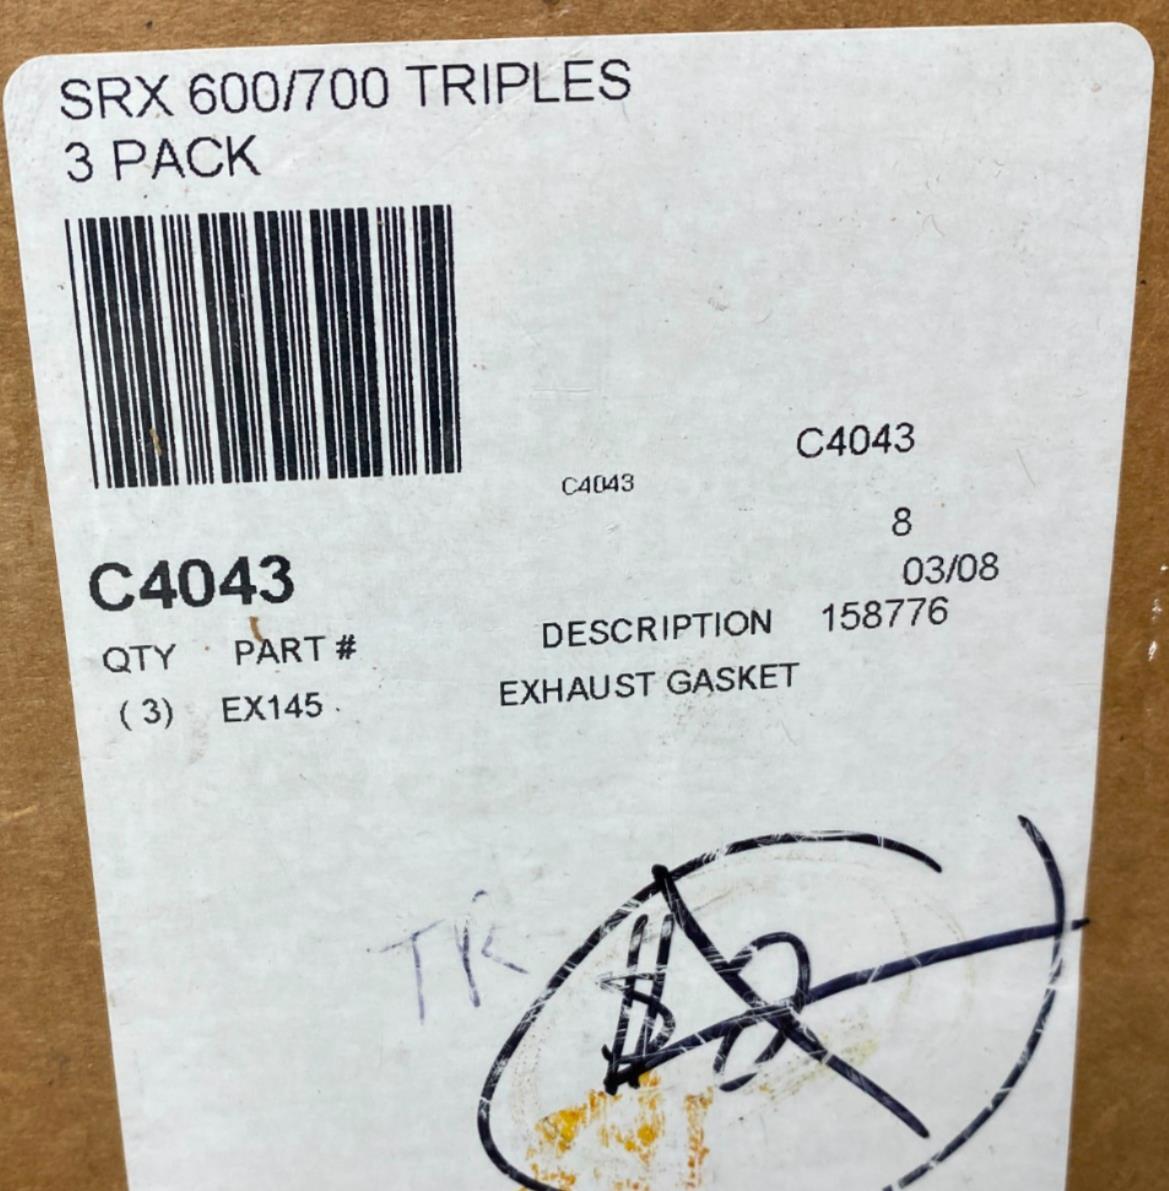 SRX 600/700 TRIPLES
3 PACK
C4043
C4043
8
C4043
03/08
QTY PART # DESCRIPTION 158776
(3) EX145 EXHAUST GASKET
TR